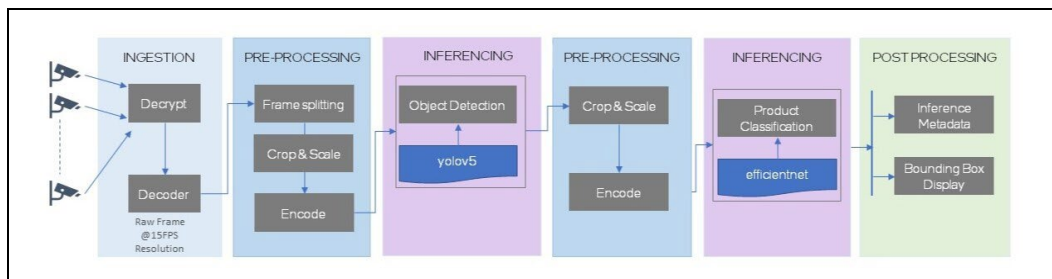 INGESTION
Decrypt
Decoder
Raw Frame
@15FPS
Resolution
PRE-PROCESSING
Frame splitting
Crop & Scale
Encode
INFERENCING
Object Detection
yolov5
PRE-PROCESSING
Crop & Scale
Encode
INFERENCING
Product
Classification
efficientnet
POST PROCESSING
Inference
Metadata
Bounding Box
Display